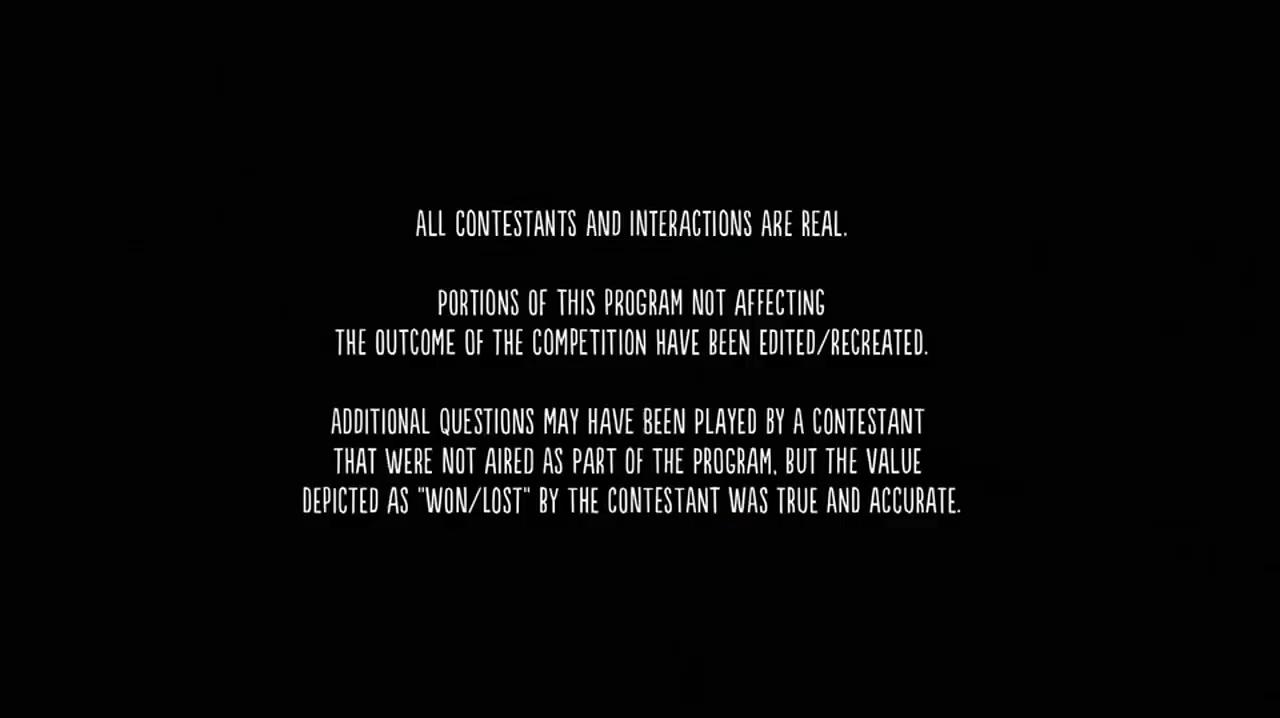 ALL CONTESTANTS AND INTERACTIONS ARE REAL.
PORTIONS OF THIS PROGRAM NOT AFFECTING
THE OUTCOME OF THE COMPETITION HAVE BEEN EDITED/RECREATED.
ADDITIONAL QUESTIONS MAY HAVE BEEN PLAYED BY A CONTESTANT
THAT WERE NOT AIRED AS PART OF THE PROGRAM, BUT THE VALUE
DEPICTED AS "WON/LOST" BY THE CONTESTANT WAS TRUE AND ACCURATE.